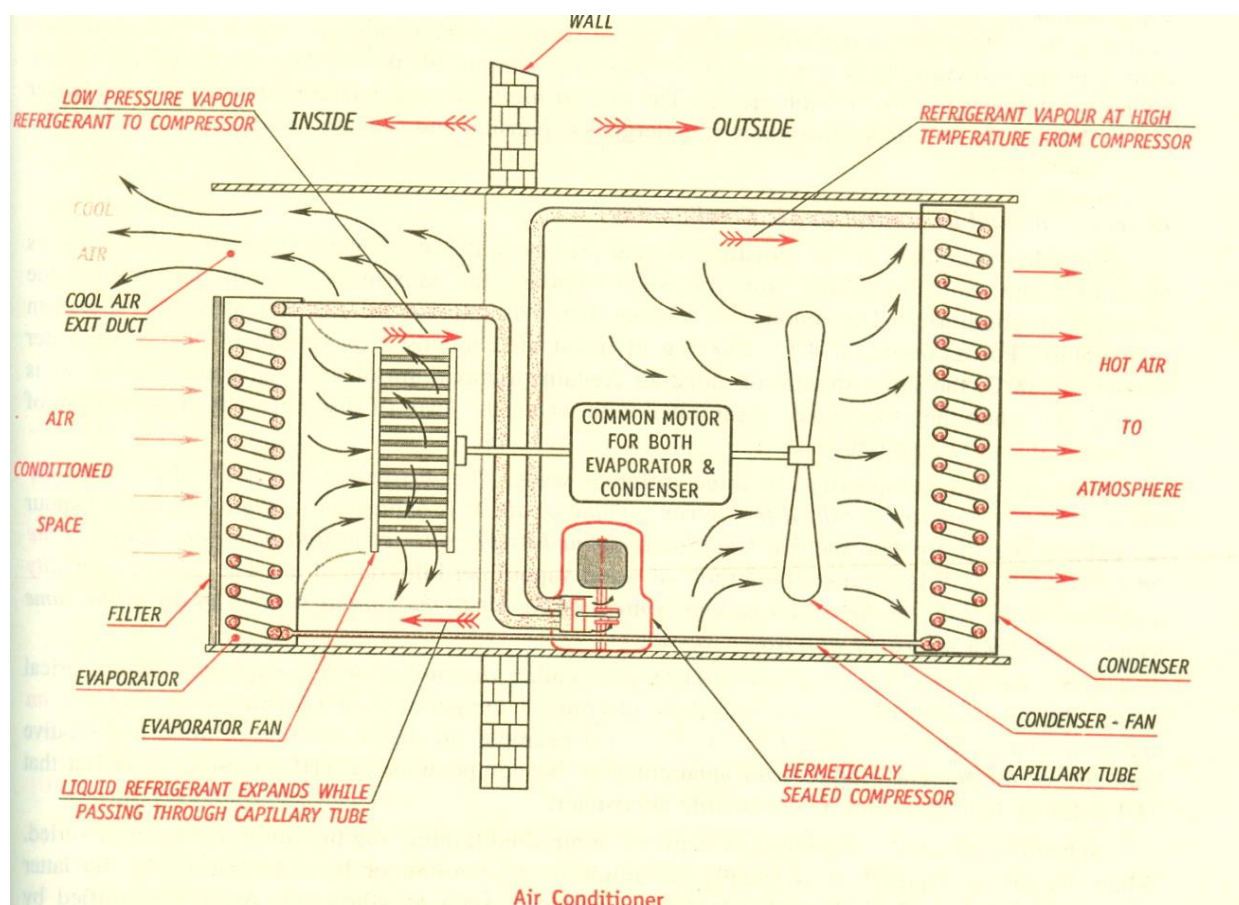 WALL
LOW PRESSURE VAPOUR
REFRIGERANT TO COMPRESSOR
INSIDE
OUTSIDE
REFRIGERANT VAPOUR AT HIGH
TEMPERATURE FROM COMPRESSOR
COOL
AIR
COOL AIR
EXIT DUCT
AIR
CONDITIONED
SPACE
COMMON MOTOR
FOR BOTH
EVAPORATOR &
CONDENSER
HOT AIR
TO
ATMOSPHERE
FILTER
EVAPORATOR
EVAPORATOR FAN
LIQUID REFRIGERANT EXPANDS WHILE
PASSING THROUGH CAPILLARY TUBE
HERMETICALLY
SEALED COMPRESSOR
CAPILLARY TUBE
CONDENSER - FAN
CONDENSER
Air Conditioner